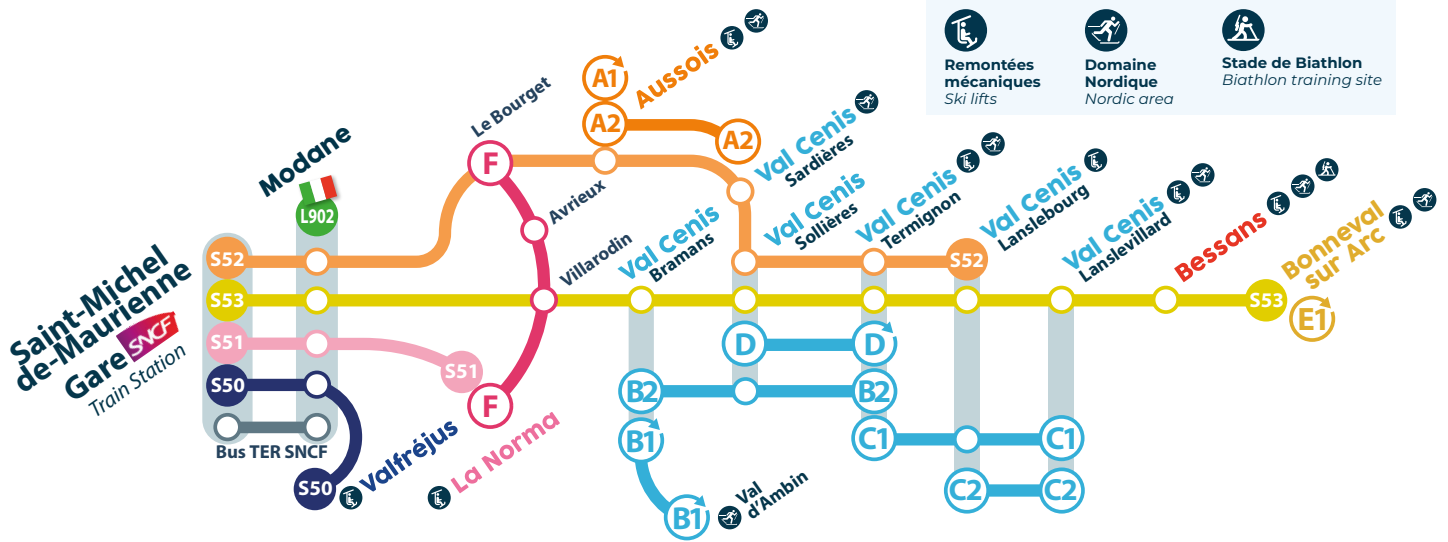 Remontées
mécaniques
Ski lifts
Domaine
Nordique
Nordic area
Stade de Biathlon
Biathlon training site
Saint-Michel
de-Maurienne
Gare SNCF
Train Station
Modane
L902
S52
S53
S51
S50
Bus TER SNCF
S50
Valfréjus
S51
La Norma
F
Le Bourget
F
Avrieux
Villarodin
A1
A2
A2
Aussois
Val Cenis
Sardières
Val Cenis
Bramans
Val Cenis
Sollières
Val Cenis
Termignon
Val Cenis
Lanslebourg
S52
Val Cenis
Lanslevillard
Bessans
Bonneval
sur Arc
S53
E1
D
D
B2
B2
B1
B1
Val
d'Ambin
C1
C1
C2
C2